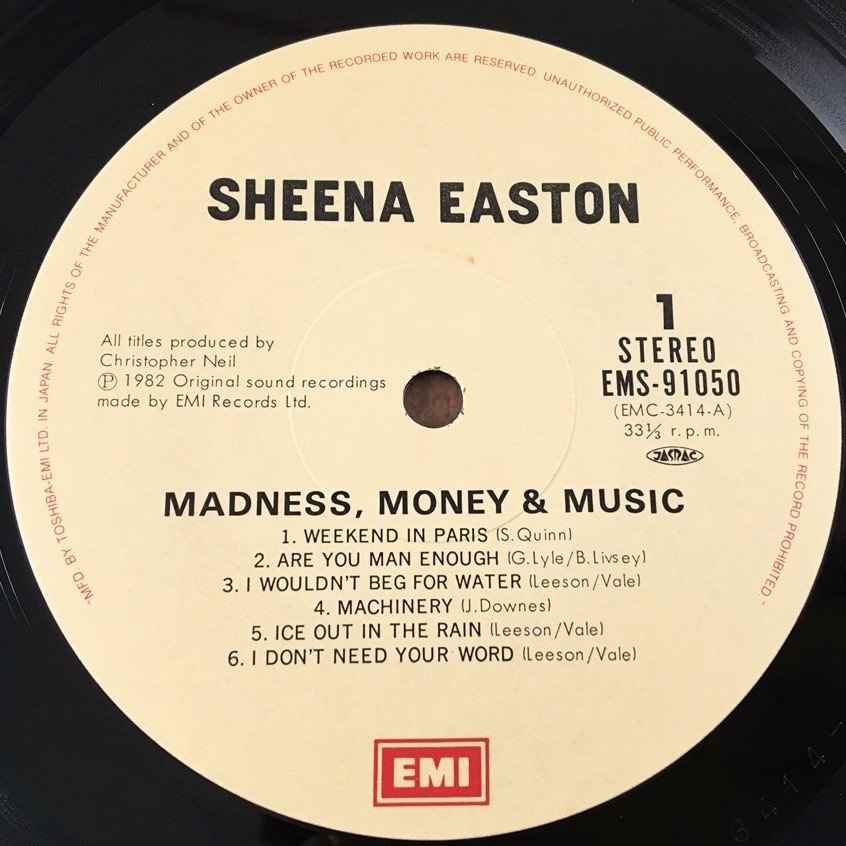 "MFD. BY TOSHIBA-EMI LTD. IN JAPAN. ALL RIGHTS OF THE MANUFACTURER AND OF THE OWNER OF THE RECORDED WORK ARE RESERVED UNAUTHORIZED PUBLIC PERFORMANCE, BROADCASTING AND COPYING OF THE RECORD PROHIBITED."
SHEENA EASTON
All titles produced by
Christopher Neil
Ⓟ 1982 Original sound recordings
made by EMI Records Ltd.
1
STEREO
EMS-91050
(EMC-3414-A)
33⅓ r.p.m.
JASRAC
MADNESS, MONEY & MUSIC
1. WEEKEND IN PARIS (S.Quinn)
2. ARE YOU MAN ENOUGH (G.Lyle/B.Livsey)
3. I WOULDN'T BEG FOR WATER (Leeson/Vale)
4. MACHINERY (J.Downes)
5. ICE OUT IN THE RAIN (Leeson/Vale)
6. I DON'T NEED YOUR WORD (Leeson/Vale)
EMI
3414-